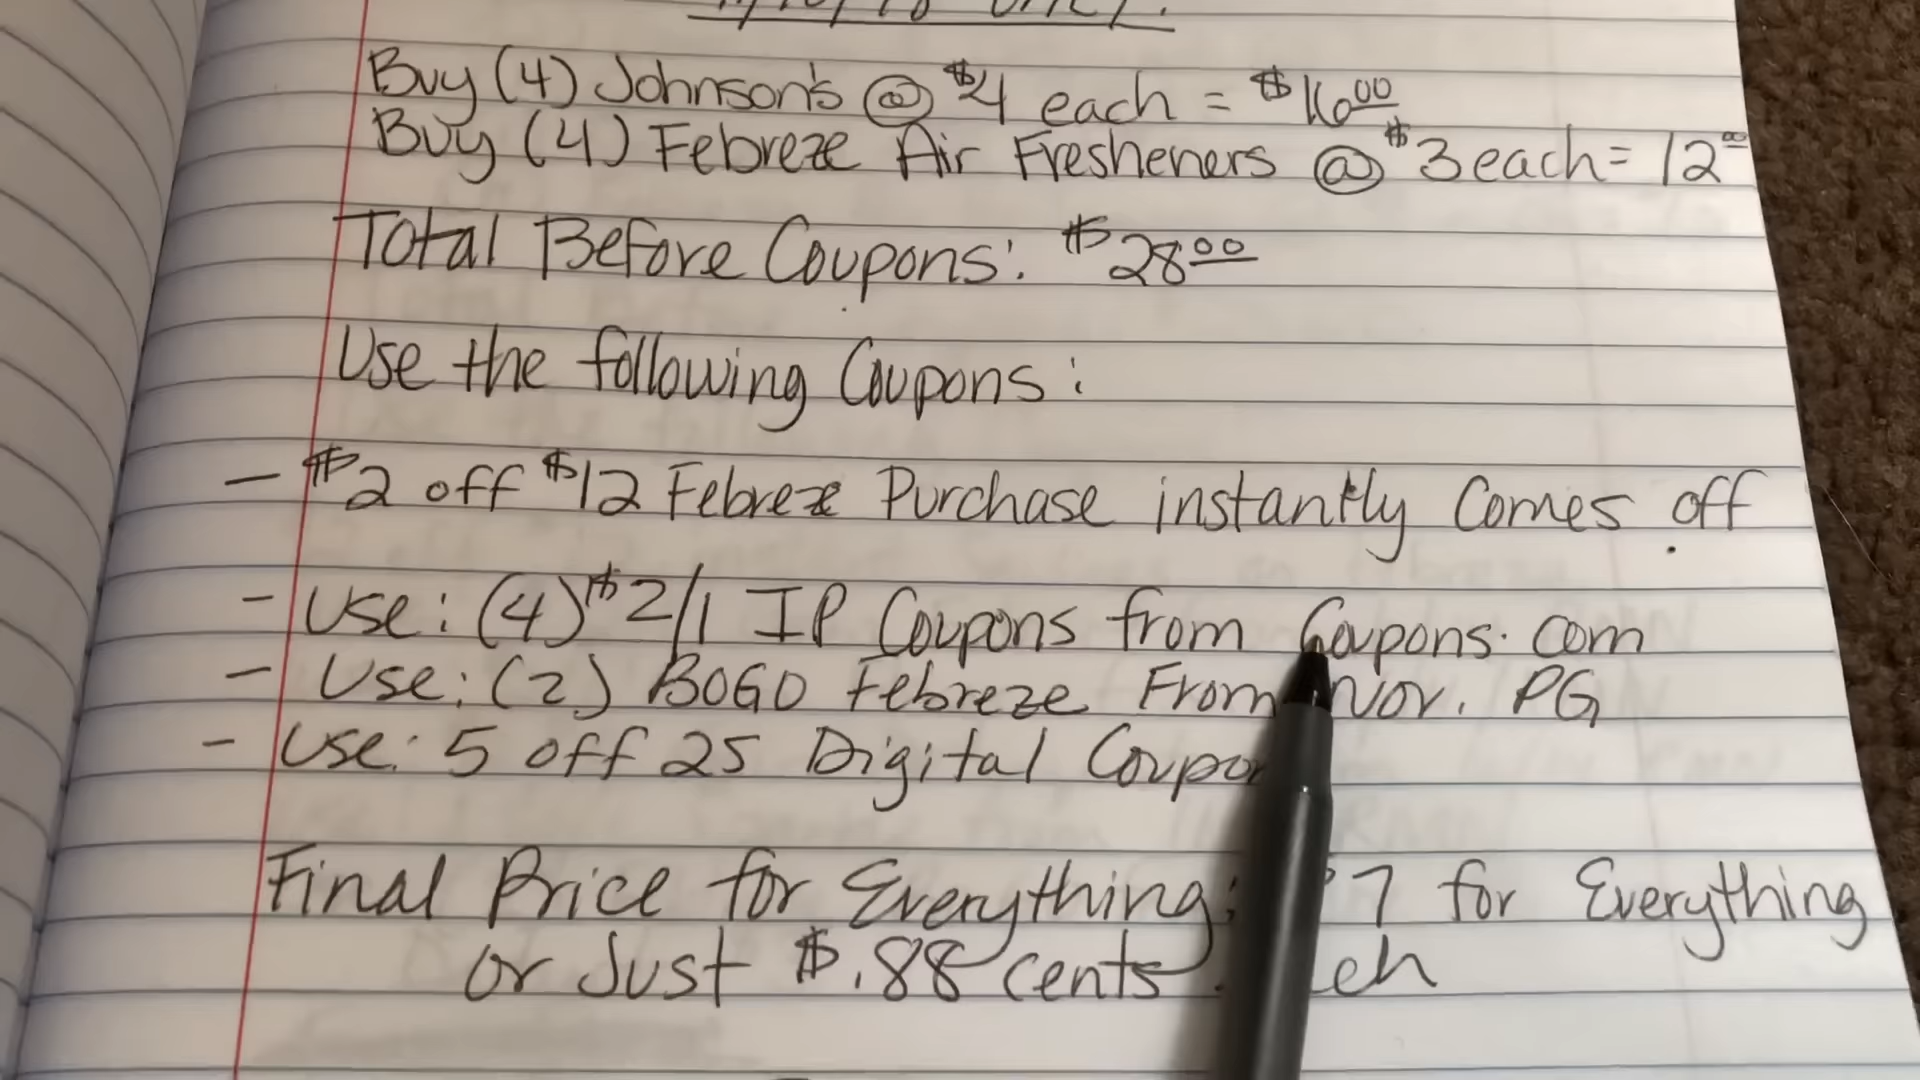 Buy (4) Johnson's @ $4 each = $16.00
Buy (4) Febreze Air Fresheners @ $3 each = 12.00
Total Before Coupons: $28.00
Use the following Coupons:
- $2 off $12 Febreze Purchase instantly Comes off.
- Use: (4) $2/1 IP Coupons from Coupons.com
- Use: (2) BOGO Febreze From Nov. PG
- Use: 5 off 25 Digital
Final Price for Everything: $7 for Everything
or Just $.88 cents